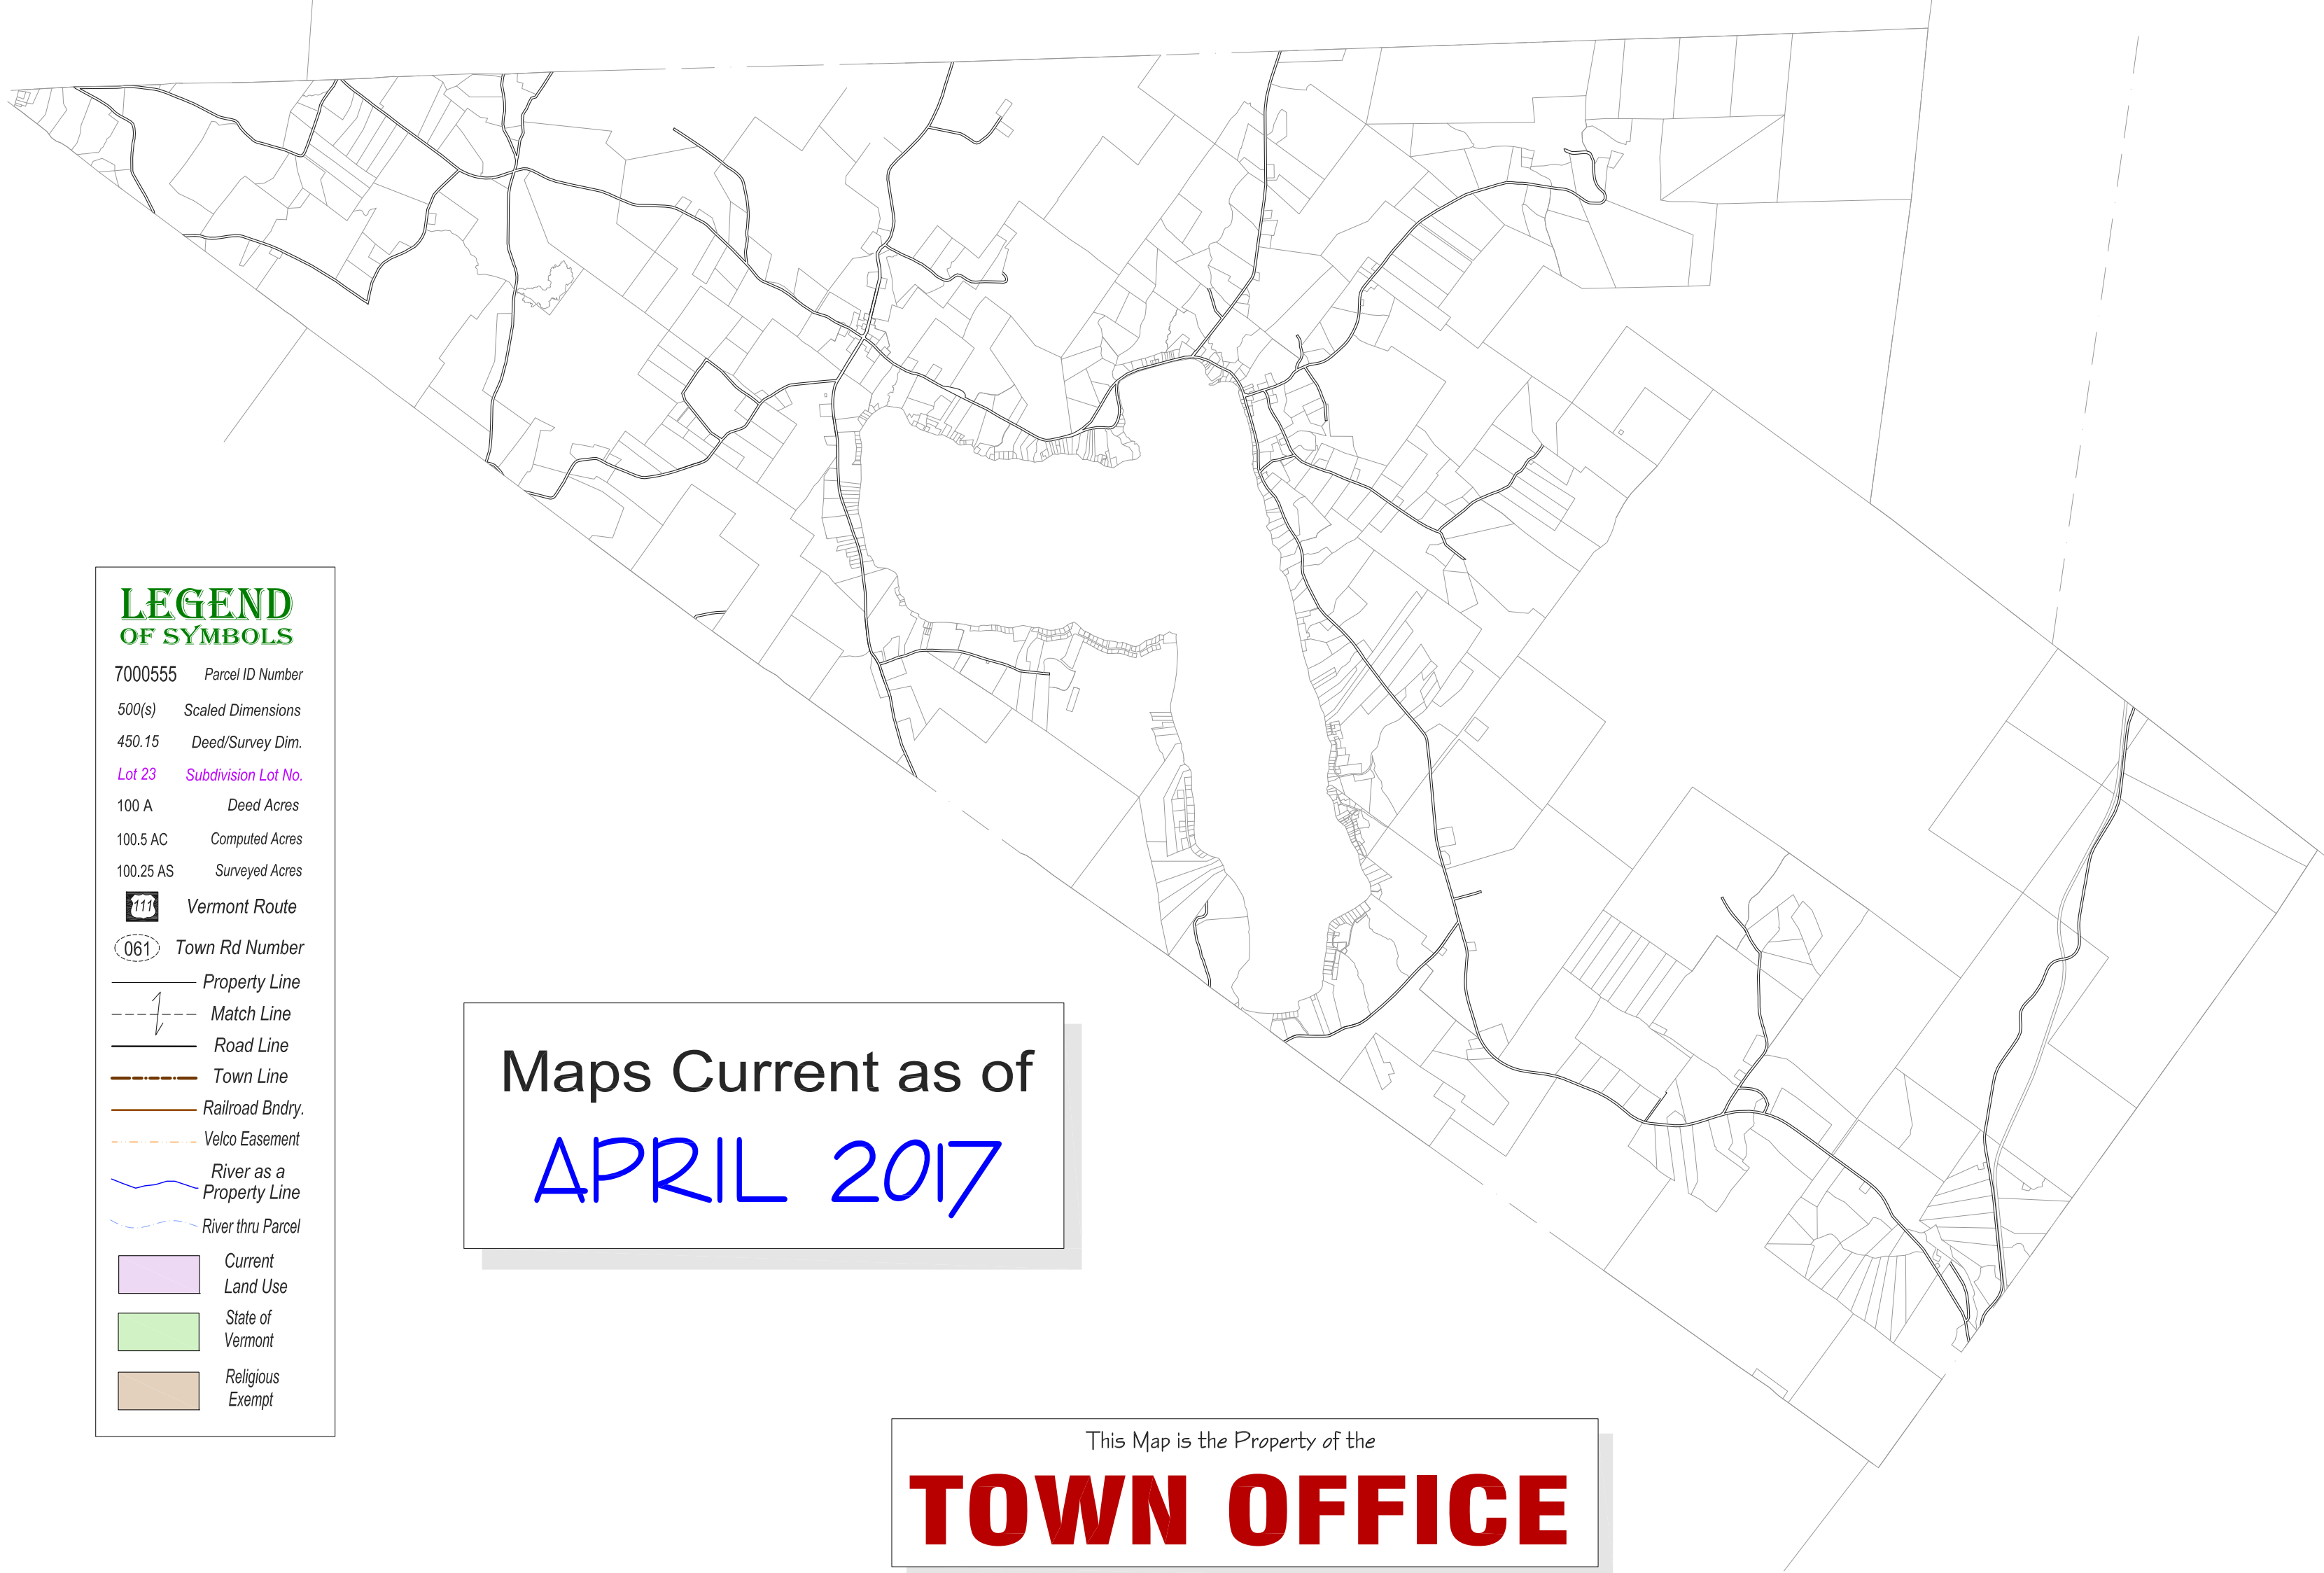 LEGEND
OF SYMBOLS
7000555 Parcel ID Number
500(s) Scaled Dimensions
450.15 Deed/Survey Dim.
Lot 23 Subdivision Lot No.
100 A Deed Acres
100.5 AC Computed Acres
100.25 AS Surveyed Acres
111 Vermont Route
061 Town Rd Number
Property Line
Match Line
Road Line
Town Line
Railroad Bndry.
Velco Easement
River as a
Property Line
River thru Parcel
Current
Land Use
State of
Vermont
Religious
Exempt
Maps Current as of
APRIL 2017
This Map is the Property of the
TOWN OFFICE